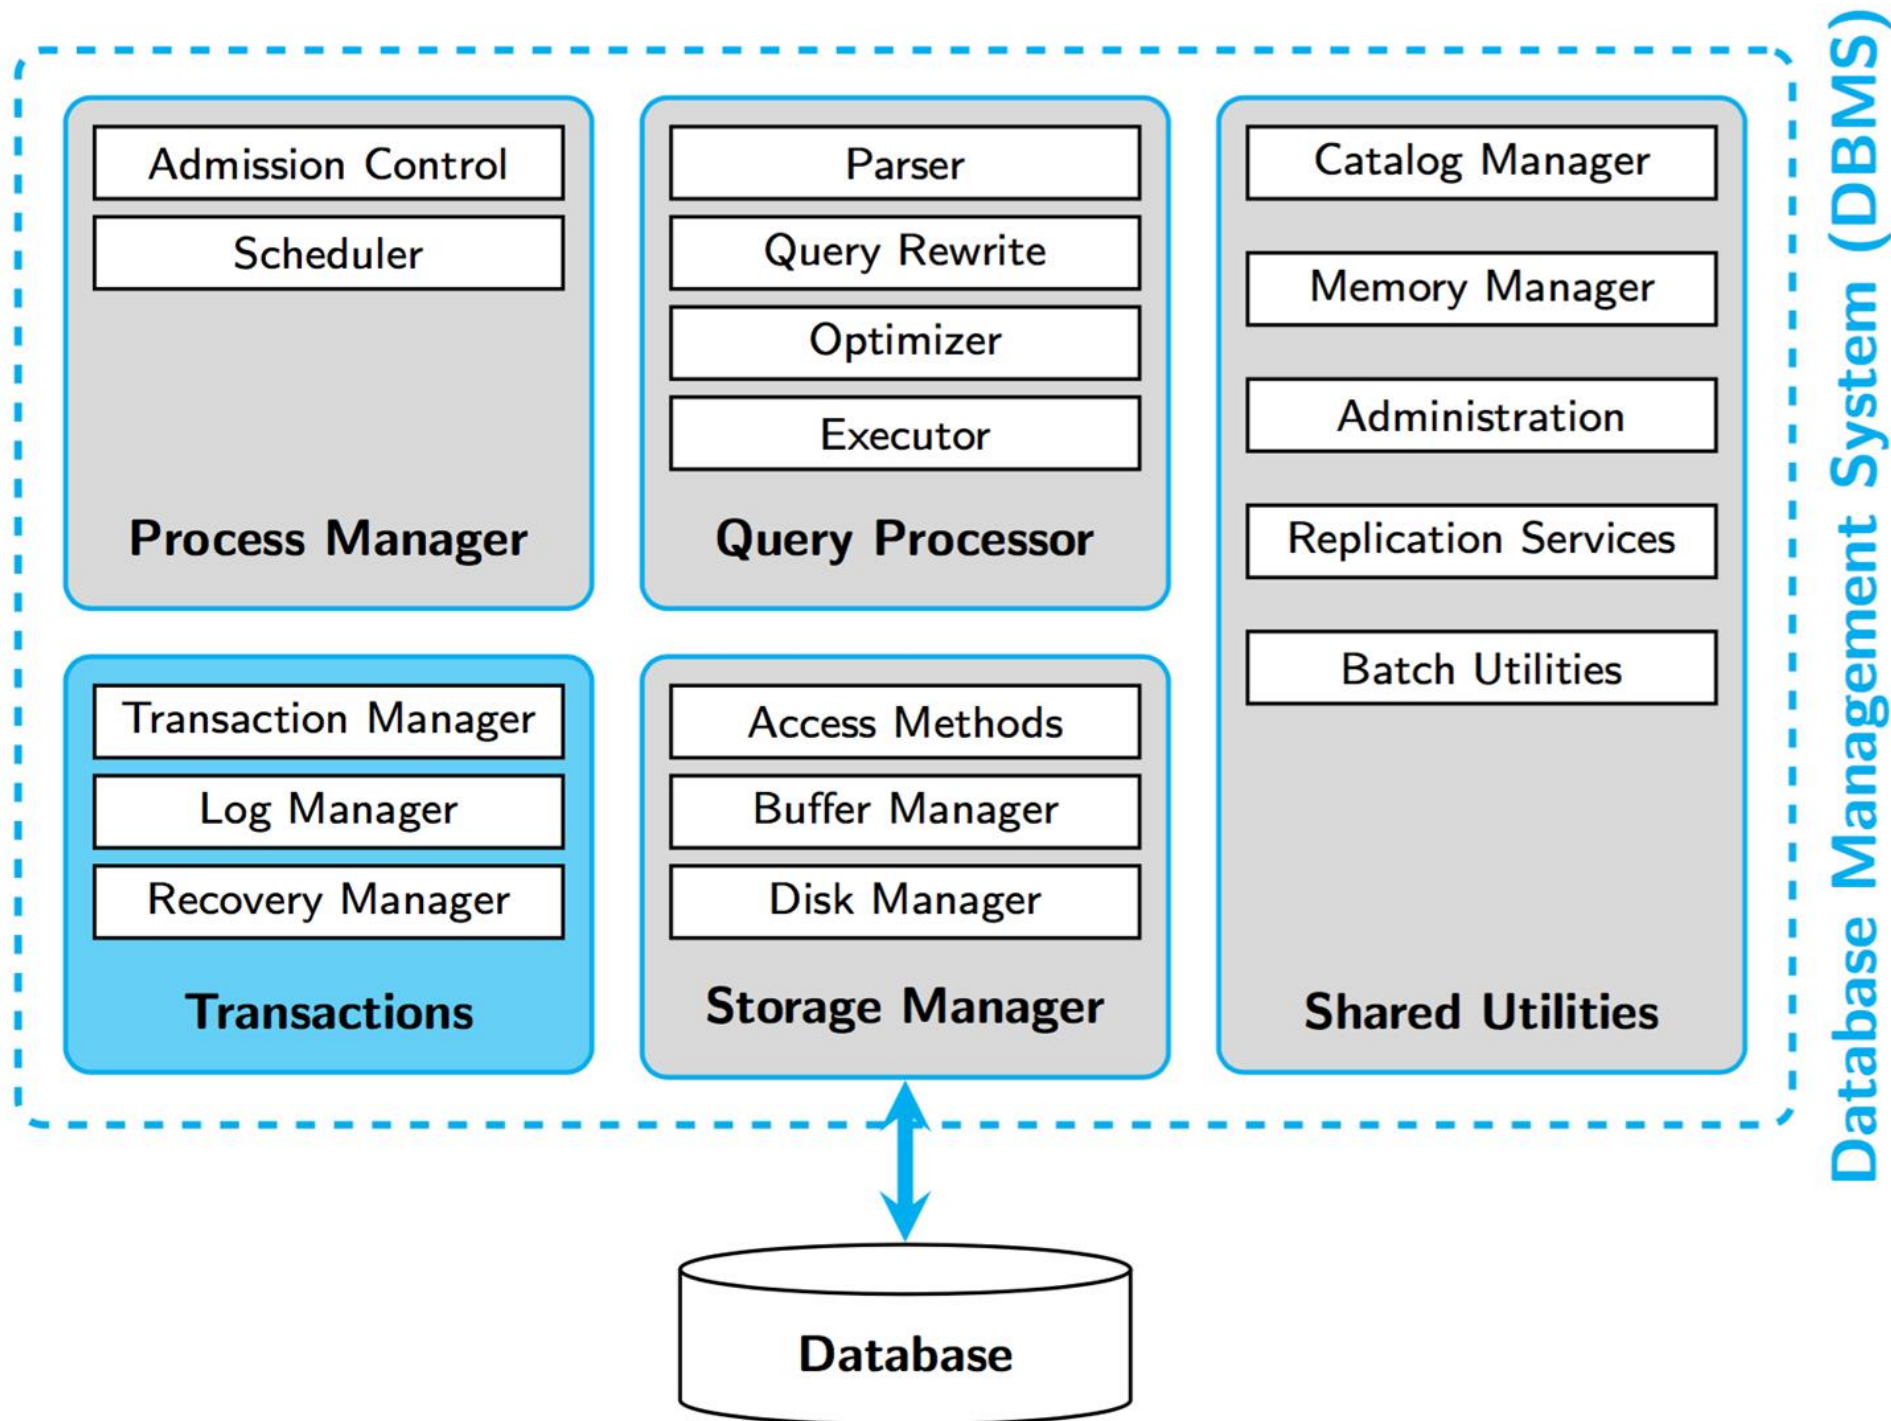 Admission Control
Scheduler
Process Manager
Parser
Query Rewrite
Optimizer
Executor
Query Processor
Catalog Manager
Memory Manager
Administration
Replication Services
Batch Utilities
Shared Utilities
Transaction Manager
Log Manager
Recovery Manager
Transactions
Access Methods
Buffer Manager
Disk Manager
Storage Manager
Database Management System (DBMS)
Database